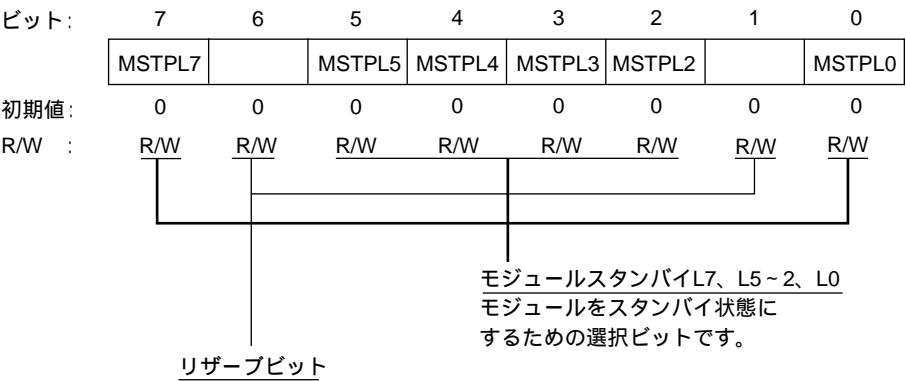 ビット: 7 6 5 4 3 2 1 0
MSTPL7 MSTPL5 MSTPL4 MSTPL3 MSTPL2 MSTPL0
初期値: 0 0 0 0 0 0 0 0
R/W : R/W R/W R/W R/W R/W R/W R/W R/W
モジュールスタンバイL7、L5~2、L0
モジュールをスタンバイ状態に
するための選択ビットです。
リザーブビット